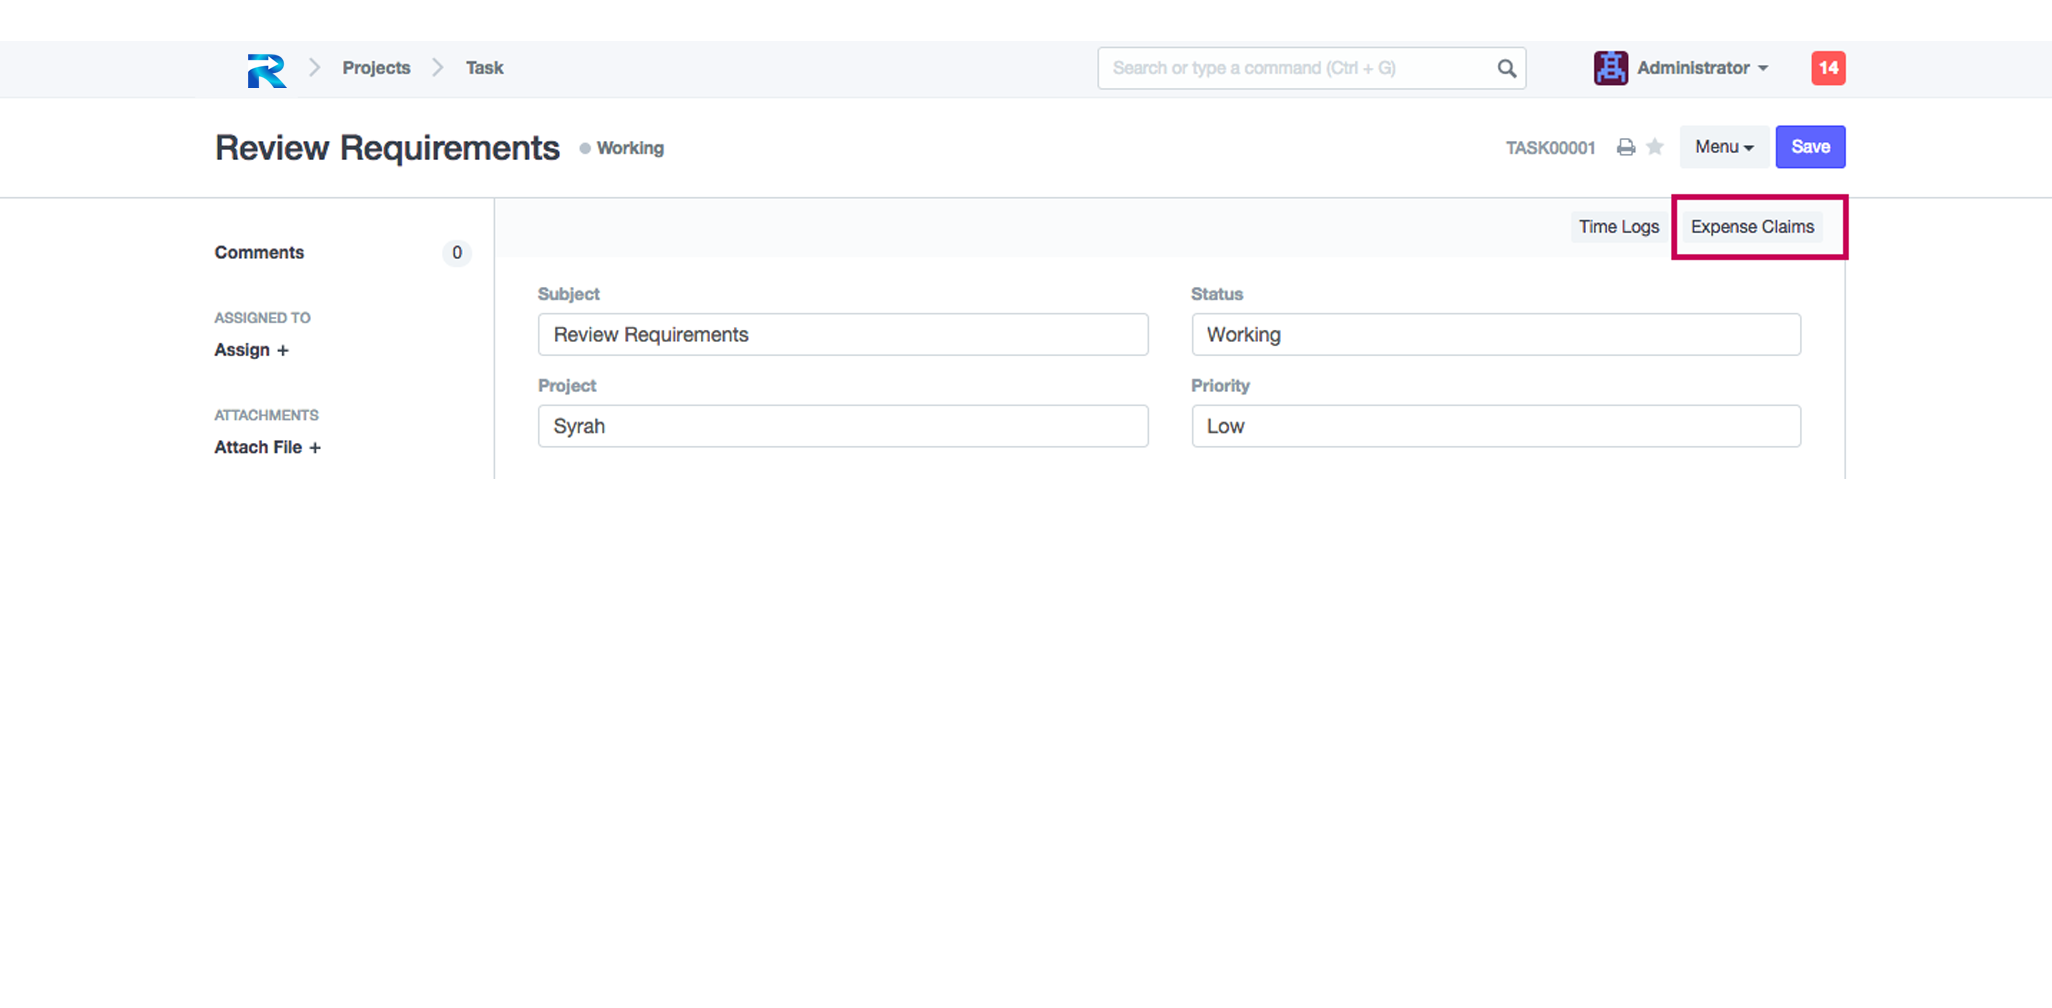 Projects
Task
Search or type a command (Ctrl + G)
Administrator
14
Review Requirements
Working
TASK00001
Menu
Save
Time Logs
Expense Claims
Comments
0
ASSIGNED TO
Assign +
ATTACHMENTS
Attach File +
Subject
Review Requirements
Status
Working
Project
Syrah
Priority
Low